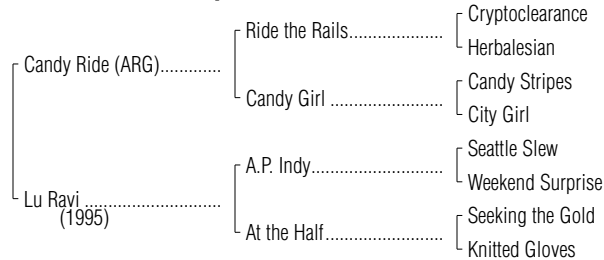 Cryptoclearance
Ride the Rails....................
Herbalesian
Candy Ride (ARG).............
Candy Stripes
Candy Girl ........................
City Girl
Seattle Slew
A.P. Indy............................
Weekend Surprise
Lu Ravi .............................
(1995)
Seeking the Gold
At the Half.........................
Knitted Gloves